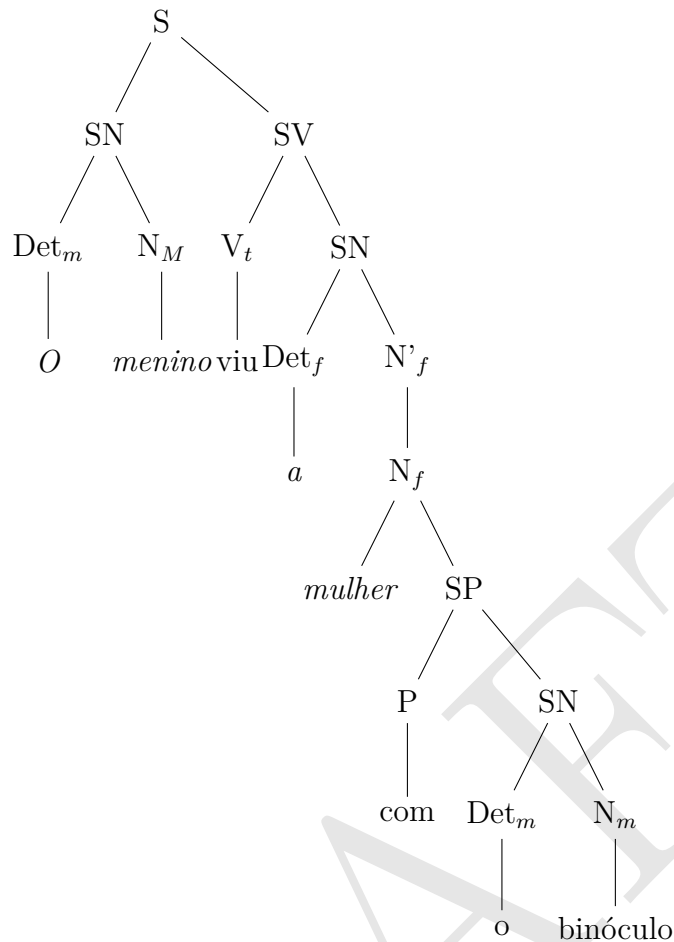 S
SN SV
Det_m N_M V_t SN
O menino viu Det_f N’_f
a N_f
mulher SP
P SN
com Det_m N_m
o binóculo